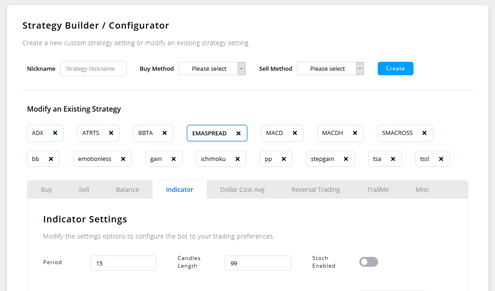 Strategy Builder / Configurator
Create a new custom strategy setting or modify an existing strategy setting.
Nickname Strategy Nickname Buy Method Please select Sell Method Please select Create
Modify an Existing Strategy
ADX × ATRTS × BBTA × EMASPREAD × MACD × MACDH × SMACROSS ×
bb × emotionless × gain × ichimoku × pp × stepgain × tsa × tssl ×
Buy Sell Balance Indicator Dollar Cost Avg Reversal Trading TrailMe Misc
Indicator Settings
Modify the settings options to configure the bot to your trading preferences.
Period 15 Candles Length 99 Stoch Enabled